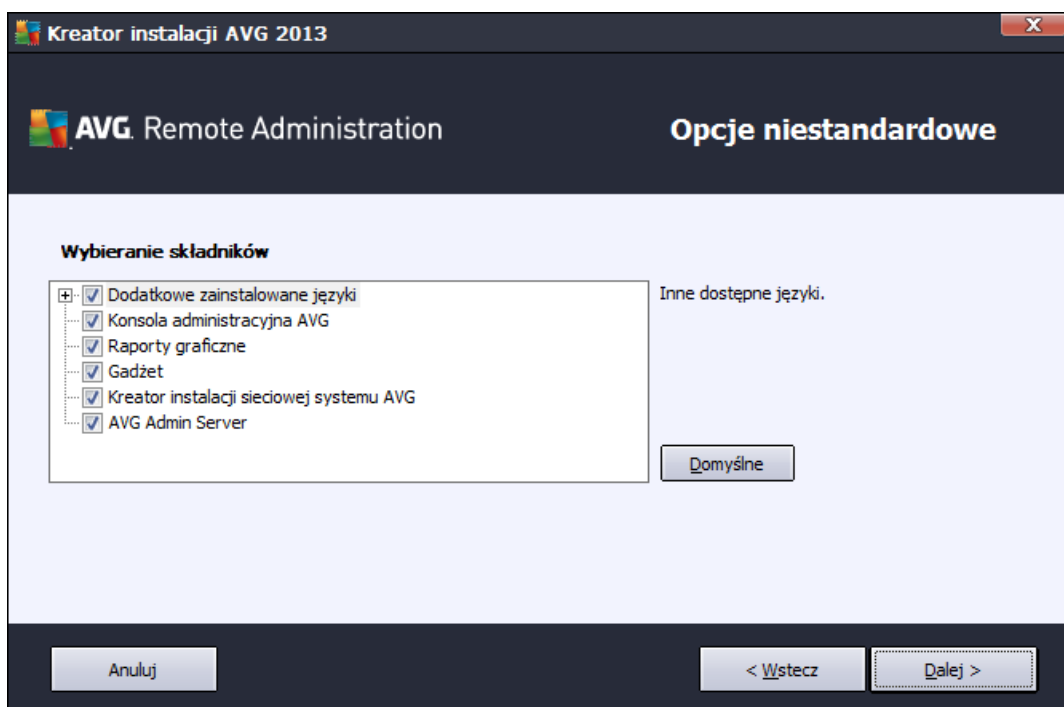 Kreator instalacji AVG 2013
X
AVG. Remote Administration
Opcje niestandardowe
Wybieranie składników
Dodatkowe zainstalowane języki
Inne dostępne języki.
Konsola administracyjna AVG
Raporty graficzne
Gadżet
Kreator instalacji sieciowej systemu AVG
AVG Admin Server
Domyślne
Anuluj
< Wstecz
Dalej >